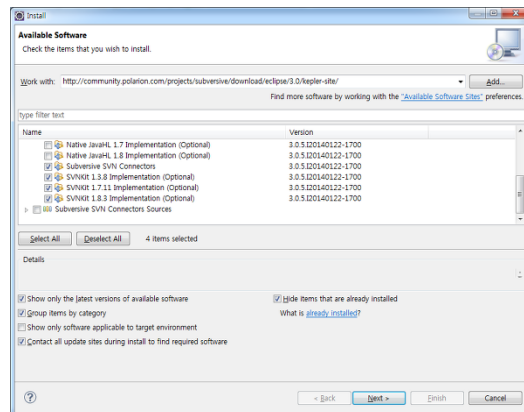 Install
Available Software
Check the items that you wish to install.
Work with: http://community.polarion.com/projects/subversive/download/eclipse/3.0/kepler-site/ Add...
Find more software by working with the "Available Software Sites" preferences.
type filter text
Name Version
Native JavaHL 1.7 Implementation (Optional) 3.0.5.I20140122-1700
Native JavaHL 1.8 Implementation (Optional) 3.0.5.I20140122-1700
Subversive SVN Connectors 3.0.5.I20140122-1700
SVNKit 1.3.8 Implementation (Optional) 3.0.5.I20140122-1700
SVNKit 1.7.11 Implementation (Optional) 3.0.5.I20140122-1700
SVNKit 1.8.3 Implementation (Optional) 3.0.5.I20140122-1700
Subversive SVN Connectors Sources
Select All Deselect All 4 items selected
Details
Show only the latest versions of available software Hide items that are already installed
Group items by category What is already installed?
Show only software applicable to target environment
Contact all update sites during install to find required software
? < Back Next > Finish Cancel